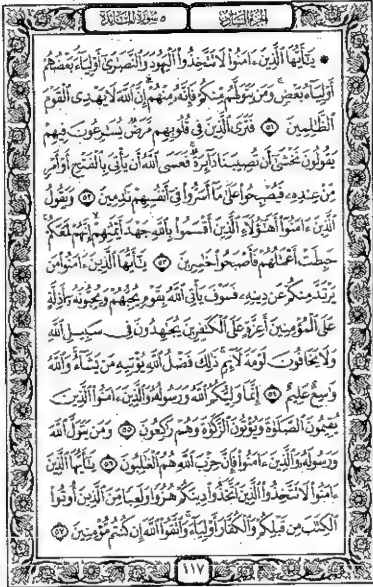 الجزء السادس ٥ سورة المائدة
۞ يَٰٓأَيُّهَا ٱلَّذِينَ ءَامَنُوا۟ لَا تَتَّخِذُوا۟ ٱلْيَهُودَ وَٱلنَّصَٰرَىٰٓ أَوْلِيَآءَ ۘ بَعْضُهُمْ
أَوْلِيَآءُ بَعْضٍ ۚ وَمَن يَتَوَلَّهُم مِّنكُمْ فَإِنَّهُۥ مِنْهُمْ ۗ إِنَّ ٱللَّهَ لَا يَهْدِى ٱلْقَوْمَ
ٱلظَّٰلِمِينَ ٥١ فَتَرَى ٱلَّذِينَ فِى قُلُوبِهِم مَّرَضٌ يُسَٰرِعُونَ فِيهِمْ
يَقُولُونَ نَخْشَىٰٓ أَن تُصِيبَنَا دَآئِرَةٌ ۚ فَعَسَى ٱللَّهُ أَن يَأْتِىَ بِٱلْفَتْحِ أَوْ أَمْرٍ
مِّنْ عِندِهِۦ فَيُصْبِحُوا۟ عَلَىٰ مَآ أَسَرُّوا۟ فِىٓ أَنفُسِهِمْ نَٰدِمِينَ ٥٢ وَيَقُولُ
ٱلَّذِينَ ءَامَنُوٓا۟ أَهَٰٓؤُلَآءِ ٱلَّذِينَ أَقْسَمُوا۟ بِٱللَّهِ جَهْدَ أَيْمَٰنِهِمْ ۙ إِنَّهُمْ لَمَعَكُمْ ۚ
حَبِطَتْ أَعْمَٰلُهُمْ فَأَصْبَحُوا۟ خَٰسِرِينَ ٥٣ يَٰٓأَيُّهَا ٱلَّذِينَ ءَامَنُوا۟ مَن
يَرْتَدَّ مِنكُمْ عَن دِينِهِۦ فَسَوْفَ يَأْتِى ٱللَّهُ بِقَوْمٍ يُحِبُّهُمْ وَيُحِبُّونَهُۥٓ أَذِلَّةٍ
عَلَى ٱلْمُؤْمِنِينَ أَعِزَّةٍ عَلَى ٱلْكَٰفِرِينَ يُجَٰهِدُونَ فِى سَبِيلِ ٱللَّهِ
وَلَا يَخَافُونَ لَوْمَةَ لَآئِمٍ ۚ ذَٰلِكَ فَضْلُ ٱللَّهِ يُؤْتِيهِ مَن يَشَآءُ ۚ وَٱللَّهُ
وَٰسِعٌ عَلِيمٌ ٥٤ إِنَّمَا وَلِيُّكُمُ ٱللَّهُ وَرَسُولُهُۥ وَٱلَّذِينَ ءَامَنُوا۟ ٱلَّذِينَ
يُقِيمُونَ ٱلصَّلَوٰةَ وَيُؤْتُونَ ٱلزَّكَوٰةَ وَهُمْ رَٰكِعُونَ ٥٥ وَمَن يَتَوَلَّ ٱللَّهَ
وَرَسُولَهُۥ وَٱلَّذِينَ ءَامَنُوا۟ فَإِنَّ حِزْبَ ٱللَّهِ هُمُ ٱلْغَٰلِبُونَ ٥٦ يَٰٓأَيُّهَا ٱلَّذِينَ
ءَامَنُوا۟ لَا تَتَّخِذُوا۟ ٱلَّذِينَ ٱتَّخَذُوا۟ دِينَكُمْ هُزُوًا وَلَعِبًا مِّنَ ٱلَّذِينَ أُوتُوا۟
ٱلْكِتَٰبَ مِن قَبْلِكُمْ وَٱلْكُفَّارَ أَوْلِيَآءَ ۚ وَٱتَّقُوا۟ ٱللَّهَ إِن كُنتُم مُّؤْمِنِينَ ٥٧
١١٧